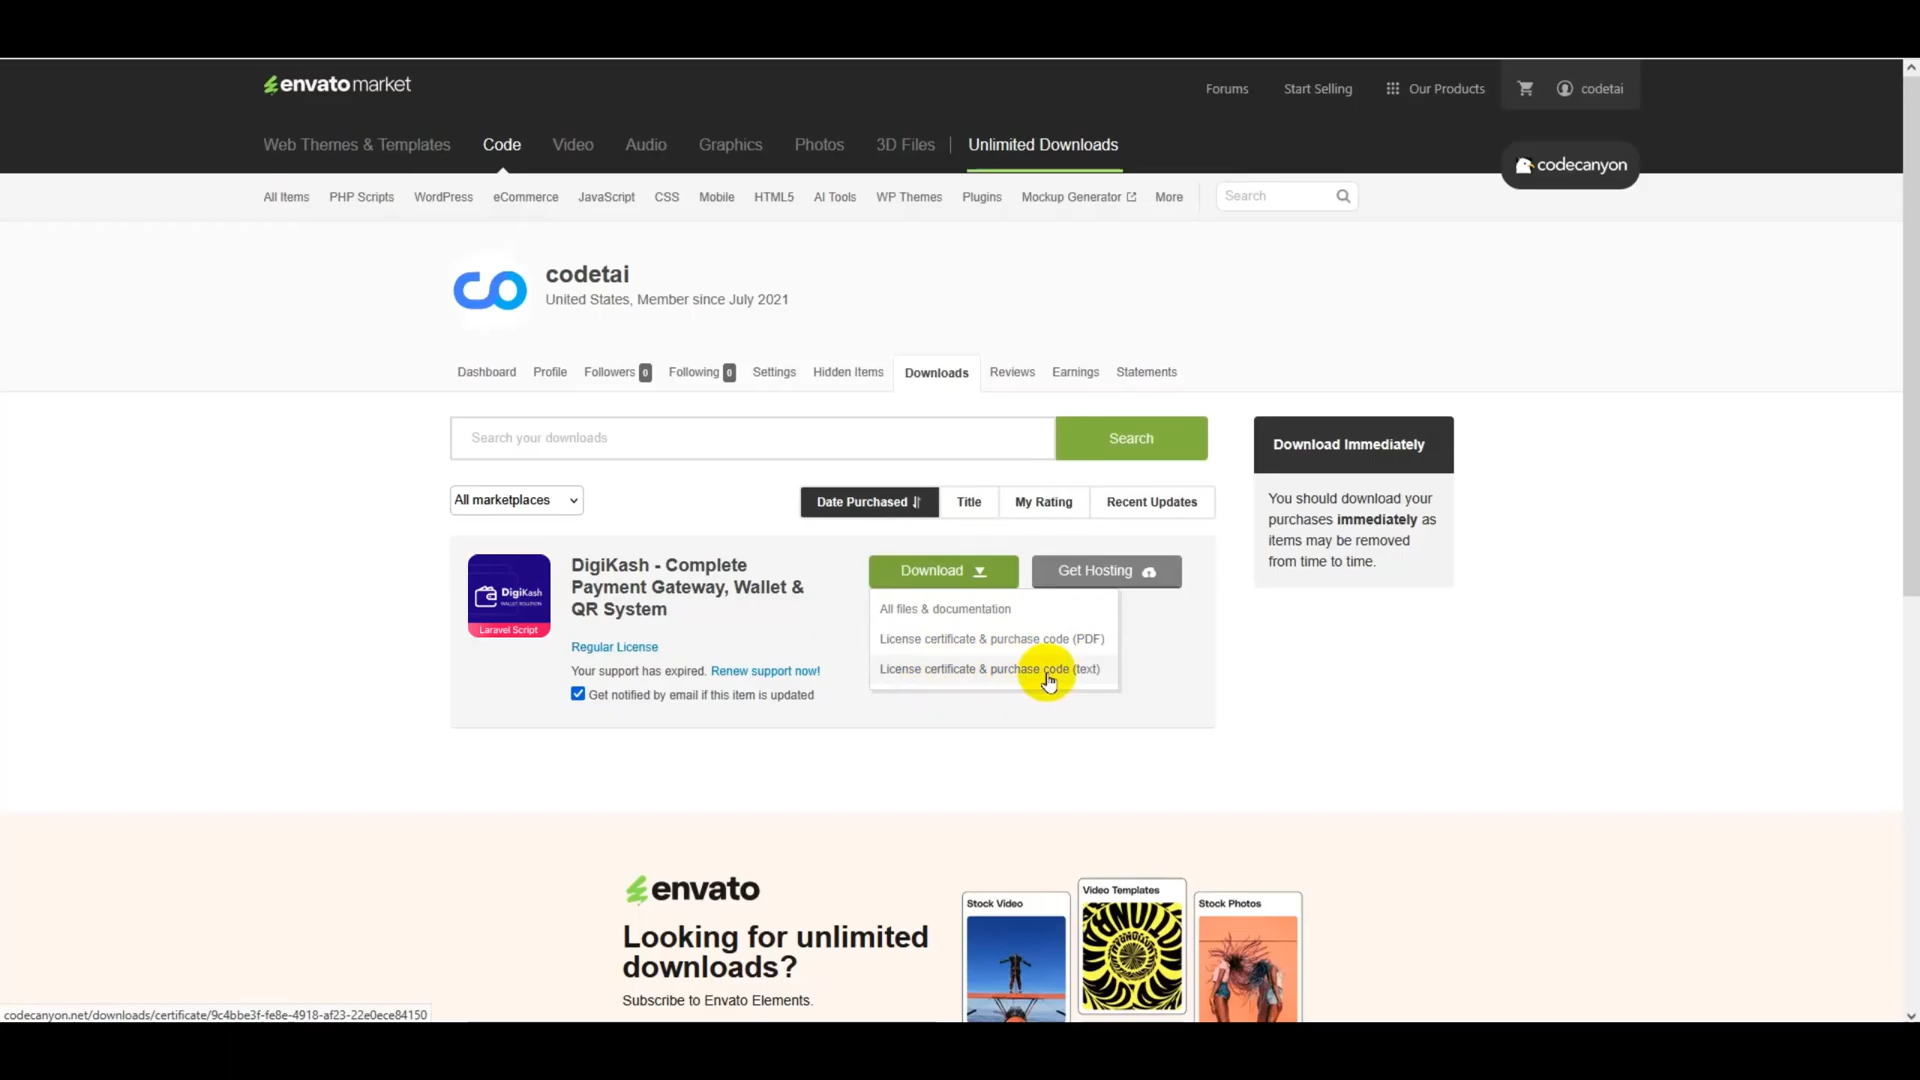 envato market
Forums
Start Selling
Our Products
codetai
Web Themes & Templates
Code
Video
Audio
Graphics
Photos
3D Files
Unlimited Downloads
codecanyon
All Items
PHP Scripts
WordPress
eCommerce
JavaScript
CSS
Mobile
HTML5
AI Tools
WP Themes
Plugins
Mockup Generator
More
Search
codetai
United States, Member since July 2021
Dashboard
Profile
Followers 0
Following 0
Settings
Hidden Items
Downloads
Reviews
Earnings
Statements
Search your downloads
Search
Download Immediately
You should download your
purchases immediately as
items may be removed
from time to time.
All marketplaces
Date Purchased
Title
My Rating
Recent Updates
DigiKash
WALLET SOLUTION
Laravel Script
DigiKash - Complete
Payment Gateway, Wallet &
QR System
Regular License
Your support has expired. Renew support now!
Get notified by email if this item is updated
Download
Get Hosting
All files & documentation
License certificate & purchase code (PDF)
License certificate & purchase code (text)
envato
Looking for unlimited
downloads?
Subscribe to Envato Elements.
Stock Video
Video Templates
Stock Photos
codecanyon.net/downloads/certificate/9c4bbe3f-fe8e-4918-af23-22e0ece84150